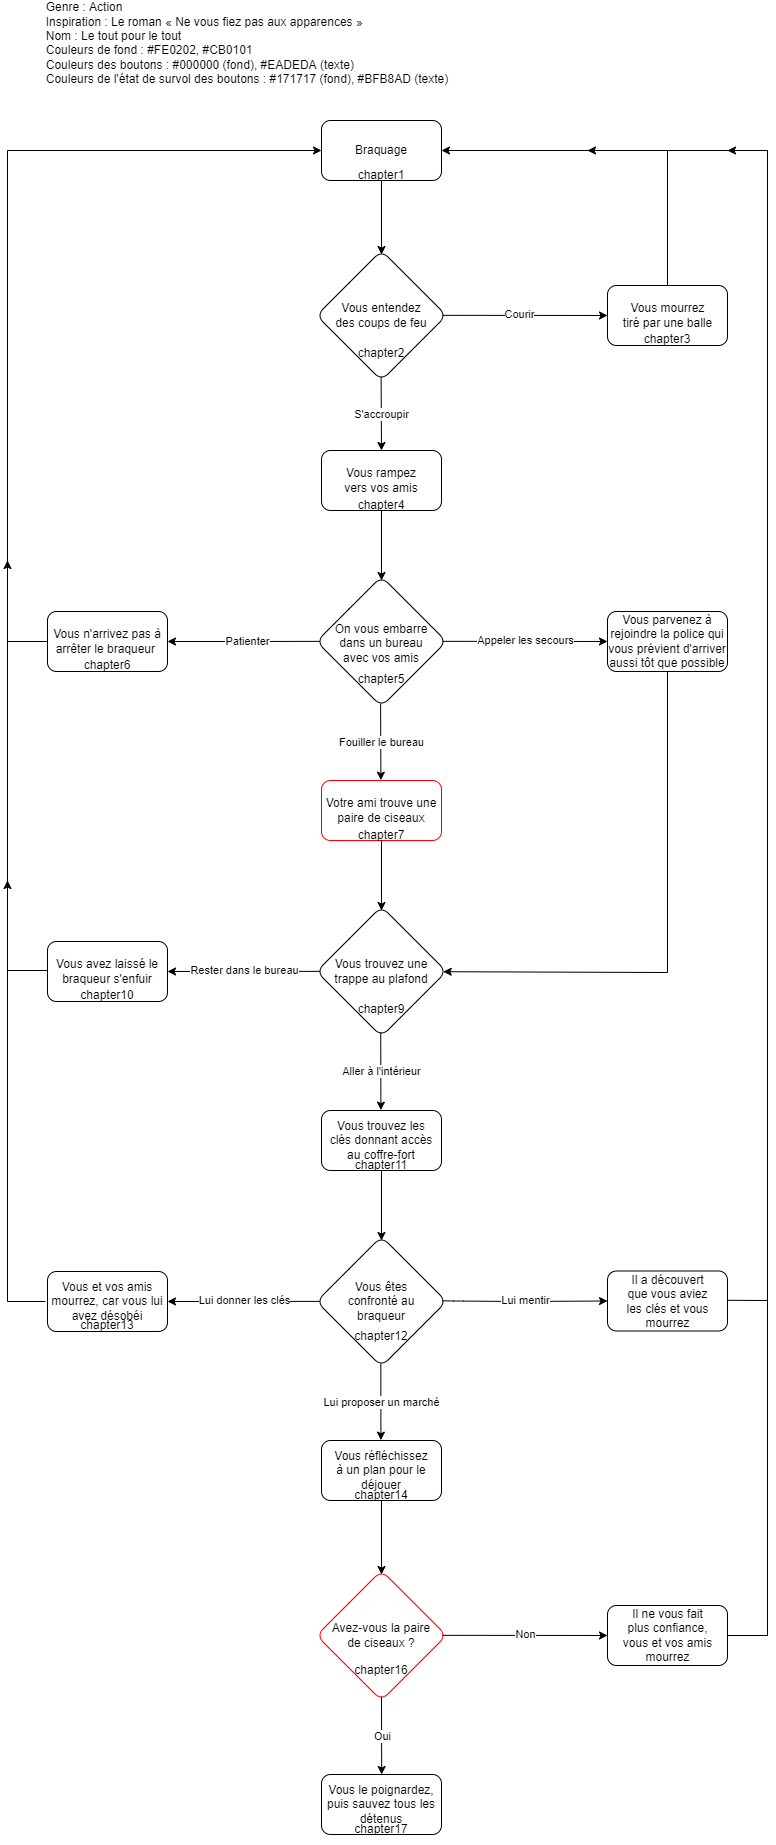 Genre : Action
Inspiration : Le roman « Ne vous fiez pas aux apparences »
Nom : Le tout pour le tout
Couleurs de fond : #FE0202, #CB0101
Couleurs des boutons : #000000 (fond), #EADEDA (texte)
Couleurs de l'état de survol des boutons : #171717 (fond), #BFB8AD (texte)
Braquage
chapter1
Vous entendez
des coups de feu
chapter2
Courir
Vous mourrez
tiré par une balle
chapter3
S'accroupir
Vous rampez
vers vos amis
chapter4
Vous n'arrivez pas à
arrêter le braqueur
chapter6
Patienter
On vous embarre
dans un bureau
avec vos amis
chapter5
Appeler les secours
Vous parvenez à
rejoindre la police qui
vous prévient d'arriver
aussi tôt que possible
Fouiller le bureau
Votre ami trouve une
paire de ciseaux
chapter7
Vous avez laissé le
braqueur s'enfuir
chapter10
Rester dans le bureau
Vous trouvez une
trappe au plafond
chapter9
Aller à l'intérieur
Vous trouvez les
clés donnant accès
au coffre-fort
chapter11
Vous et vos amis
mourrez, car vous lui
avez désobéi
chapter13
Lui donner les clés
Vous êtes
confronté au
braqueur
chapter12
Lui mentir
Il a découvert
que vous aviez
les clés et vous
mourrez
Lui proposer un marché
Vous réfléchissez
à un plan pour le
déjouer
chapter14
Avez-vous la paire
de ciseaux ?
chapter16
Non
Il ne vous fait
plus confiance,
vous et vos amis
mourrez
Oui
Vous le poignardez,
puis sauvez tous les
détenus
chapter17